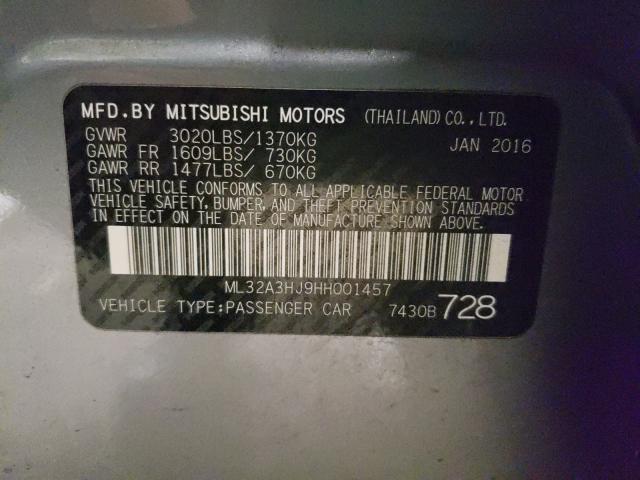 MFD.BY MITSUBISHI MOTORS (THAILAND)CO.,LTD.
GVWR 3020LBS/1370KG JAN 2016
GAWR FR 1609LBS/ 730KG
GAWR RR 1477LBS/ 670KG
THIS VEHICLE CONFORMS TO ALL APPLICABLE FEDERAL MOTOR
VEHICLE SAFETY, BUMPER, AND THEFT PREVENTION STANDARDS
IN EFFECT ON THE DATE OF MANUFACTURE SHOWN ABOVE.
ML32A3HJ9HH001457
VEHICLE TYPE:PASSENGER CAR 7430B 728